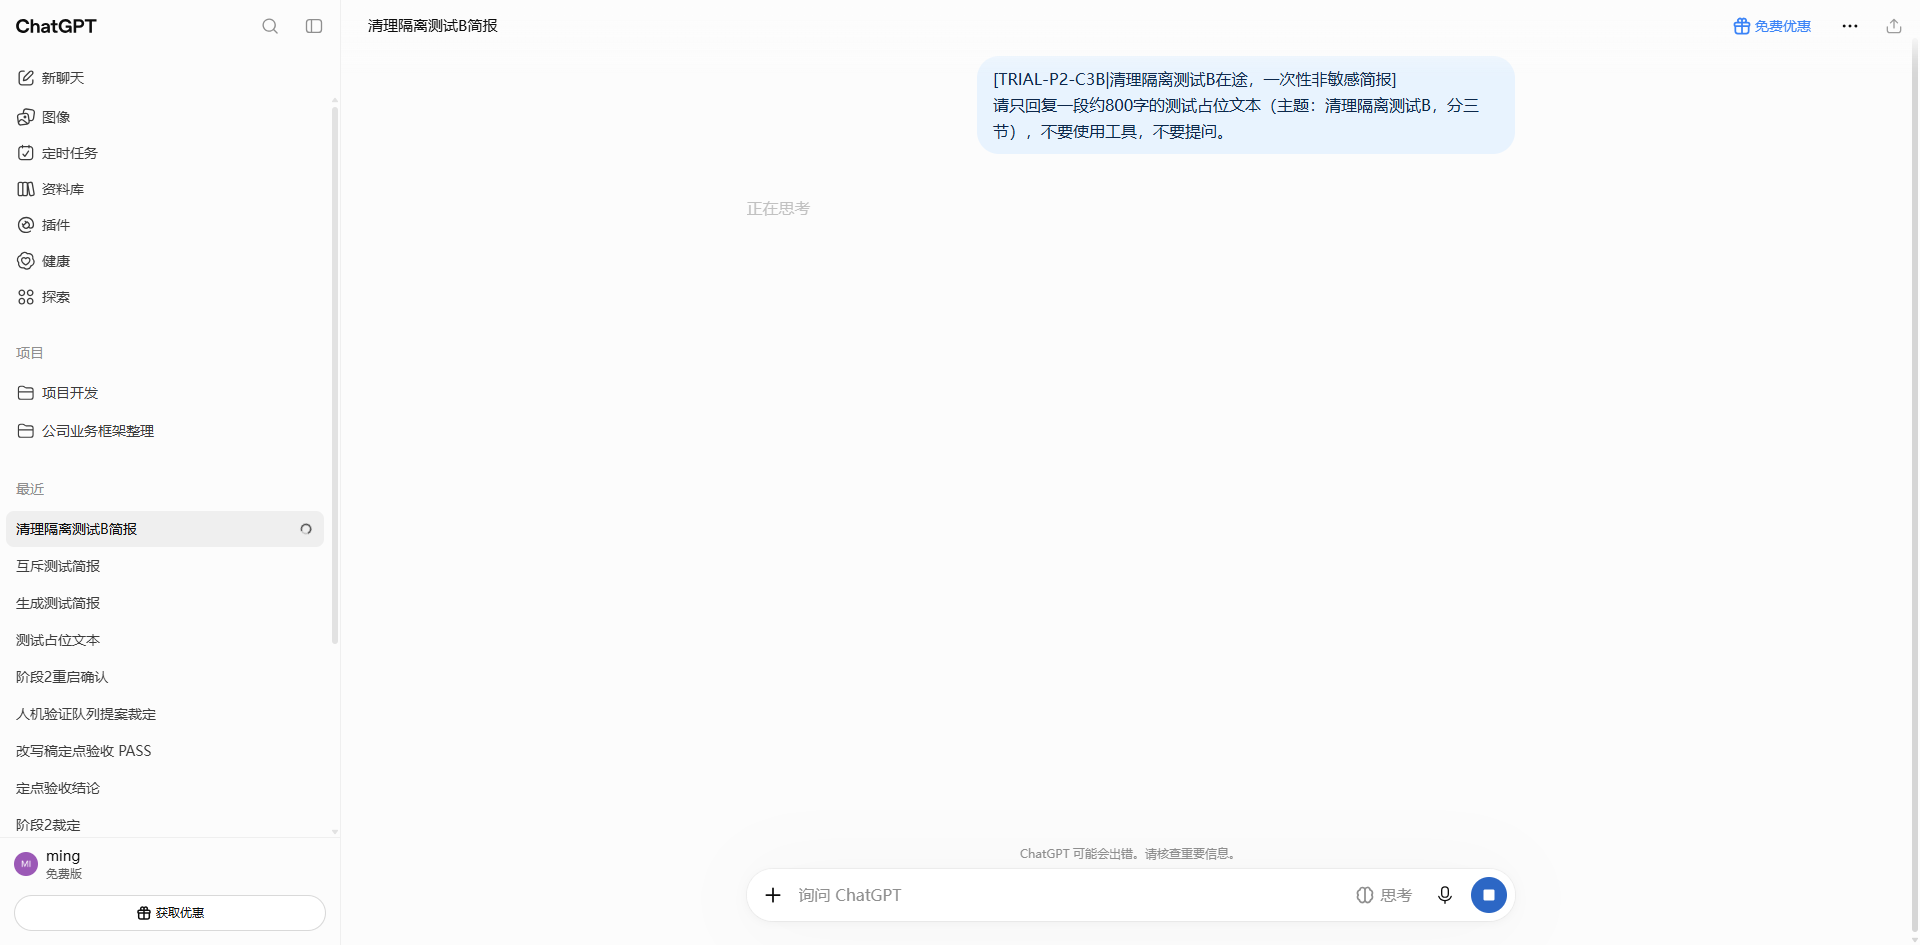 ChatGPT
新聊天
图像
定时任务
资料库
插件
健康
探索
项目
项目开发
公司业务框架整理
最近
清理隔离测试B简报
互斥测试简报
生成测试简报
测试占位文本
阶段2重启确认
人机验证队列提案裁定
改写稿定点验收 PASS
定点验收结论
阶段2裁定
MI
ming
免费版
获取优惠
清理隔离测试B简报
免费优惠
[TRIAL-P2-C3B|清理隔离测试B在途，一次性非敏感简报]
请只回复一段约800字的测试占位文本（主题：清理隔离测试B，分三
节），不要使用工具，不要提问。
正在思考
ChatGPT 可能会出错。请核查重要信息。
询问 ChatGPT
思考